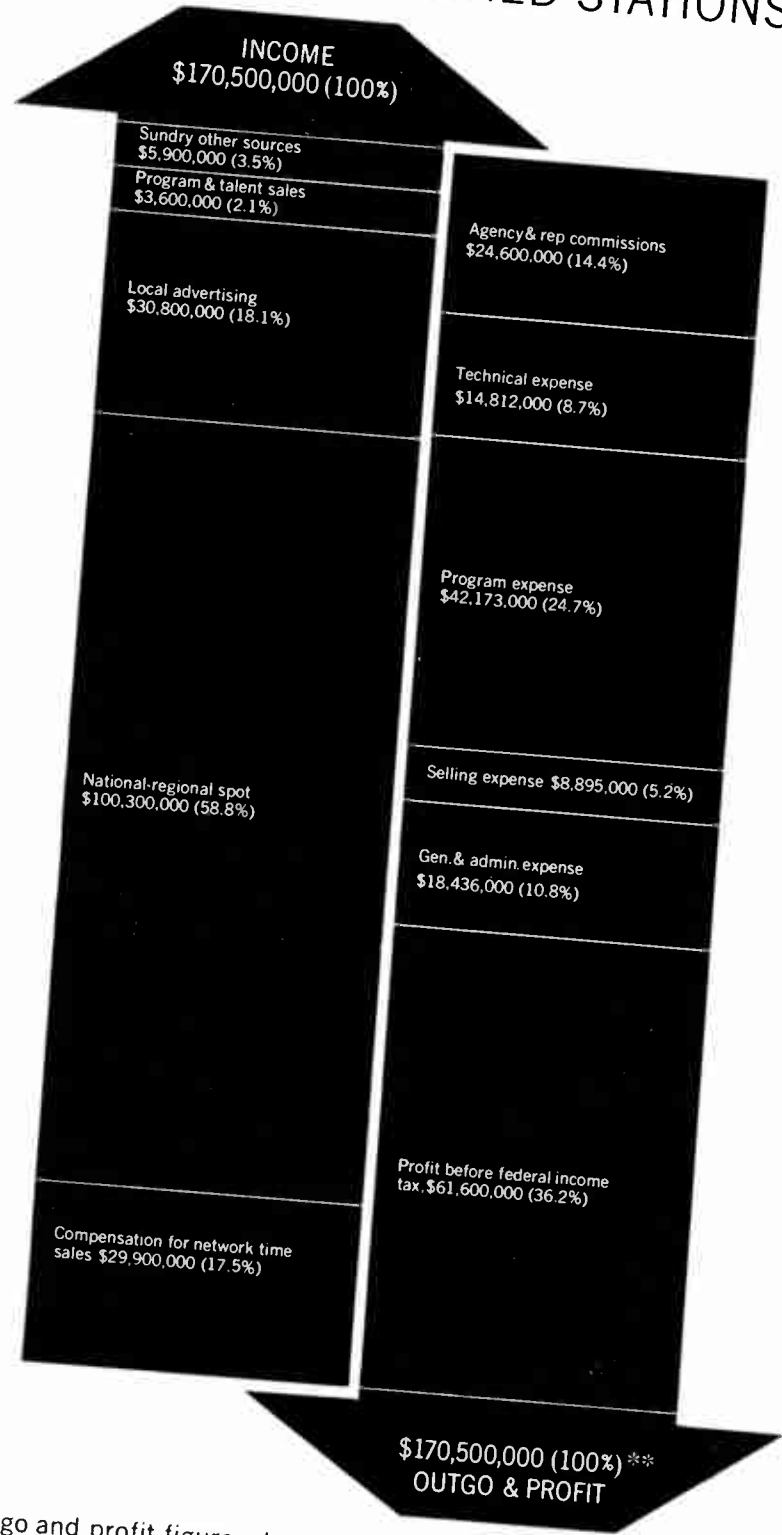 STATIONS
INCOME
$170,500,000 (100%)
Sundry other sources
$5,900,000 (3.5%)
Program & talent sales
$3,600,000 (2.1%)
Local advertising
$30,800,000 (18.1%)
National-regional spot
$100,300,000 (58.8%)
Compensation for network time
sales $29,900,000 (17.5%)
Agency & rep commissions
$24,600,000 (14.4%)
Technical expense
$14,812,000 (8.7%)
Program expense
$42,173,000 (24.7%)
Selling expense $8,895,000 (5.2%)
Gen. & admin. expense
$18,436,000 (10.8%)
Profit before federal income
tax. $61,600,000 (36.2%)
$170,500,000 (100%) **
OUTGO & PROFIT
go and profit figure